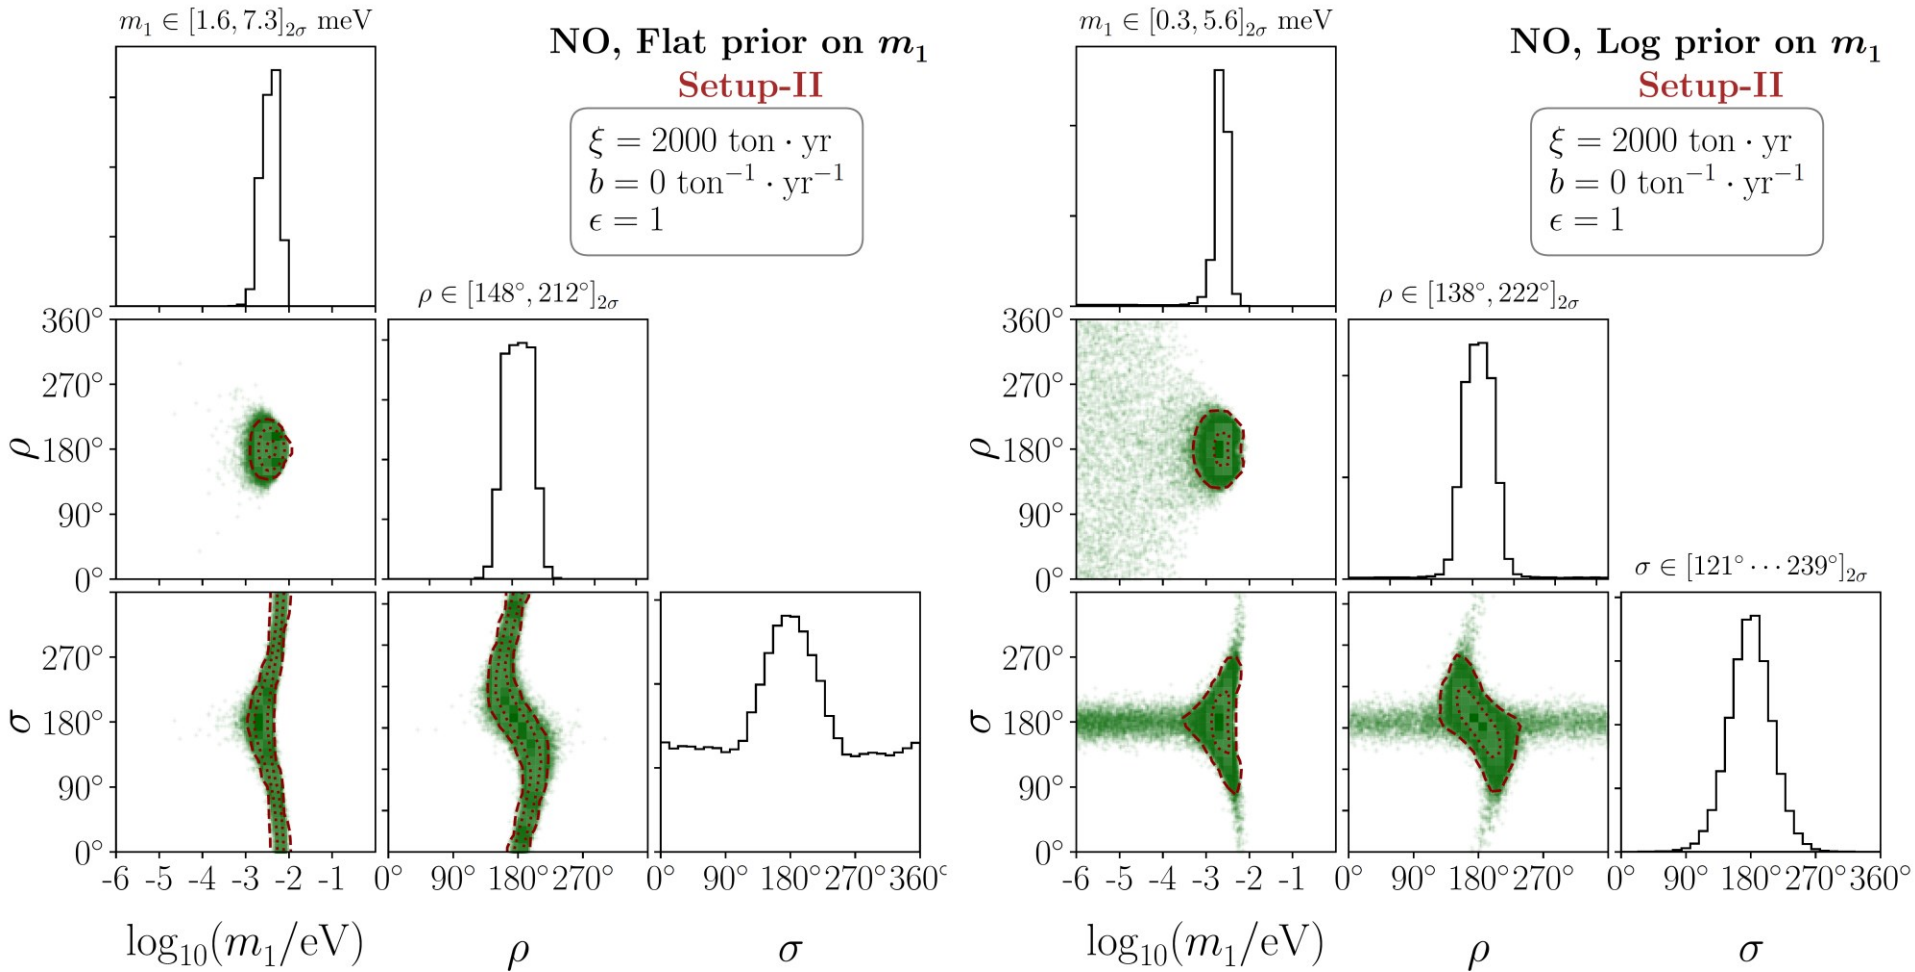 m₁ ∈ [1.6, 7.3]₂σ meV
NO, Flat prior on m₁
Setup-II
ξ = 2000 ton · yr
b = 0 ton⁻¹ · yr⁻¹
ϵ = 1
ρ ∈ [148°, 212°]₂σ
360°
270°
180°
90°
0°
ρ
270°
180°
90°
0°
σ
-6 -5 -4 -3 -2 -1 0° 90° 180° 270° 0° 90° 180° 270° 360°
log₁₀(m₁/eV) ρ σ
m₁ ∈ [0.3, 5.6]₂σ meV
NO, Log prior on m₁
Setup-II
ξ = 2000 ton · yr
b = 0 ton⁻¹ · yr⁻¹
ϵ = 1
ρ ∈ [138°, 222°]₂σ
σ ∈ [121° ⋯ 239°]₂σ
360°
270°
180°
90°
0°
ρ
270°
180°
90°
0°
σ
-6 -5 -4 -3 -2 -1 0° 90° 180° 270° 0° 90° 180° 270° 360°
log₁₀(m₁/eV) ρ σ